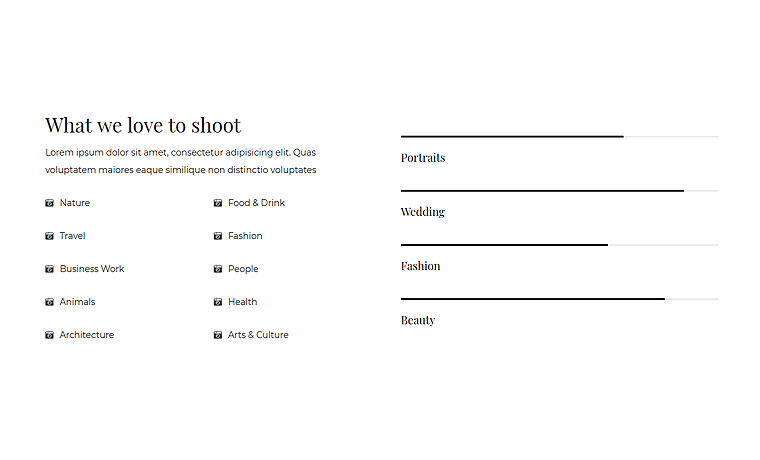 What we love to shoot
Lorem ipsum dolor sit amet, consectetur adipisicing elit. Quas
voluptatem maiores eaque similique non distinctio voluptates
Nature
Food & Drink
Travel
Fashion
Business Work
People
Animals
Health
Architecture
Arts & Culture
Portraits
Wedding
Fashion
Beauty